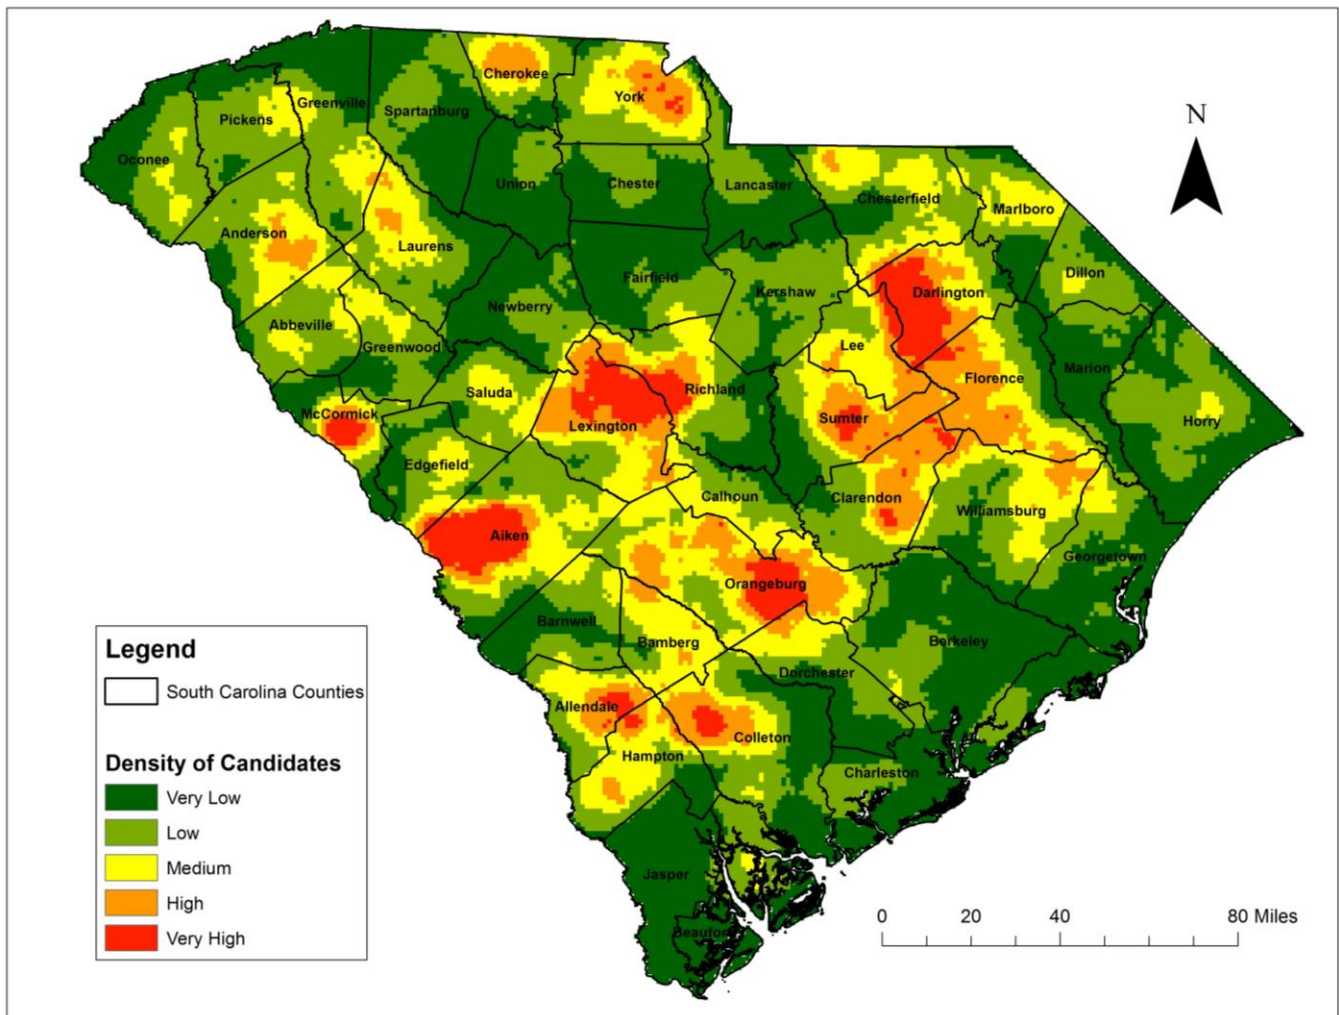 N
Cherokee
York
Greenville
Spartanburg
Pickens
Oconee
Union
Chester
Lancaster
Chesterfield
Marlboro
Anderson
Laurens
Fairfield
Kershaw
Darlington
Dillon
Newberry
Abbeville
Greenwood
Lee
Florence
Marion
Saluda
Richland
McCormick
Lexington
Sumter
Horry
Edgefield
Calhoun
Clarendon
Williamsburg
Aiken
Georgetown
Orangeburg
Barnwell
Bamberg
Berkeley
Dorchester
Allendale
Colleton
Hampton
Charleston
Jasper
Beaufort
Legend
South Carolina Counties
Density of Candidates
Very Low
Low
Medium
High
Very High
0 20 40 80 Miles